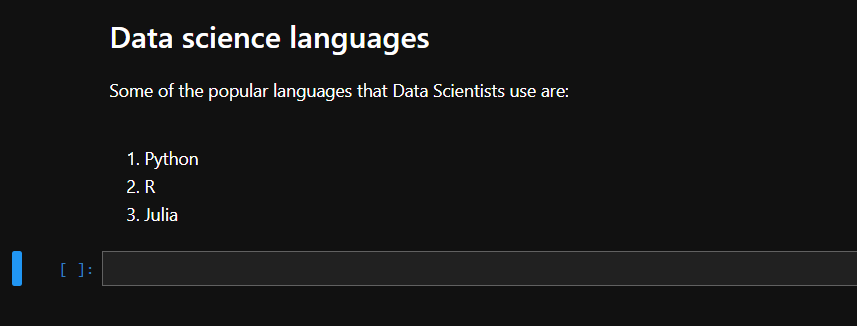 Data science languages
Some of the popular languages that Data Scientists use are:
1. Python
2. R
3. Julia
[ ]: